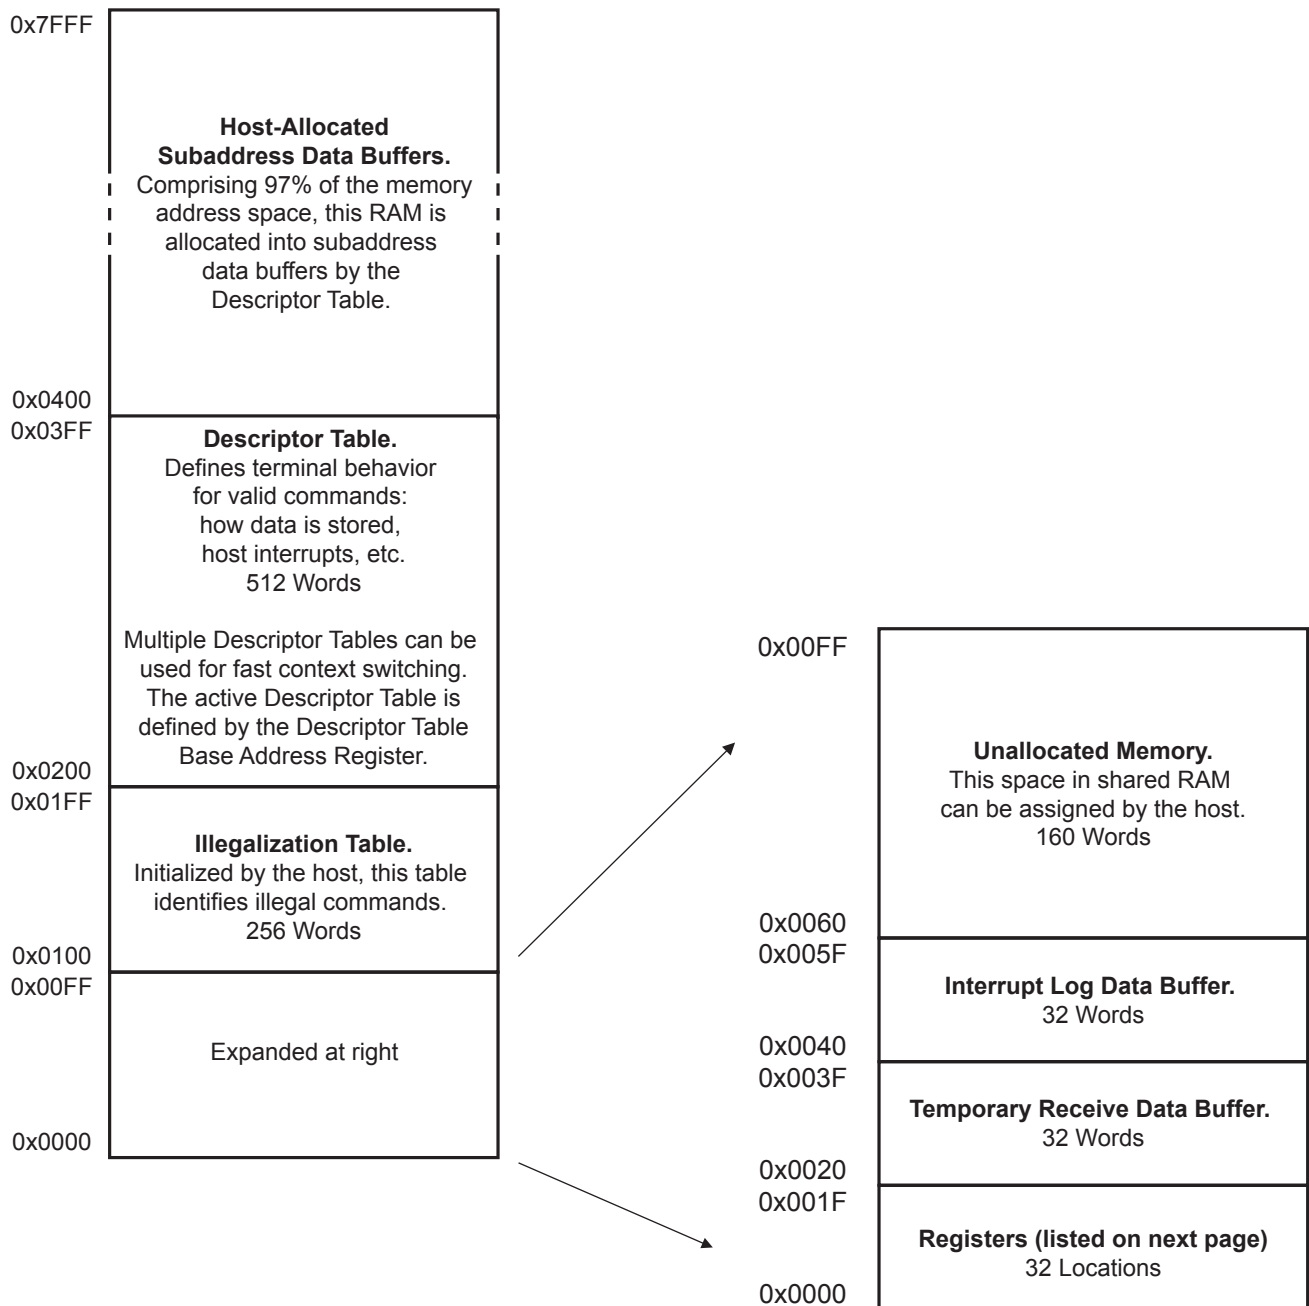 0x7FFF
Host-Allocated
Subaddress Data Buffers.
Comprising 97% of the memory
address space, this RAM is
allocated into subaddress
data buffers by the
Descriptor Table.
0x0400
0x03FF
Descriptor Table.
Defines terminal behavior
for valid commands:
how data is stored,
host interrupts, etc.
512 Words
Multiple Descriptor Tables can be
used for fast context switching.
The active Descriptor Table is
defined by the Descriptor Table
Base Address Register.
0x0200
0x01FF
Illegalization Table.
Initialized by the host, this table
identifies illegal commands.
256 Words
0x0100
0x00FF
Expanded at right
0x0000
0x00FF
Unallocated Memory.
This space in shared RAM
can be assigned by the host.
160 Words
0x0060
0x005F
Interrupt Log Data Buffer.
32 Words
0x0040
0x003F
Temporary Receive Data Buffer.
32 Words
0x0020
0x001F
Registers (listed on next page)
32 Locations
0x0000